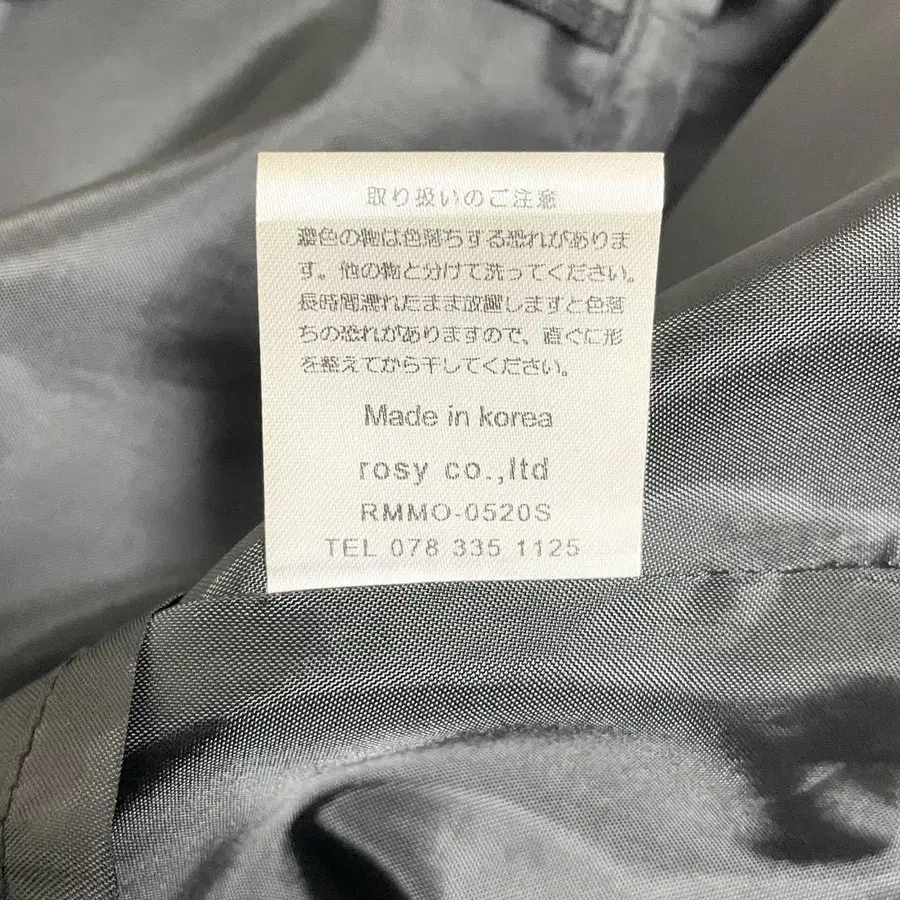 取り扱いのご注意
濃色の物は色落ちする恐れがありま
す。他の物と分けて洗ってください。
長時間濡れたまま放置しますと色落
ちの恐れがありますので、直ぐに形
を整えてから干してください。
Made in korea
rosy co.,ltd
RMMO-0520S
TEL 078 335 1125